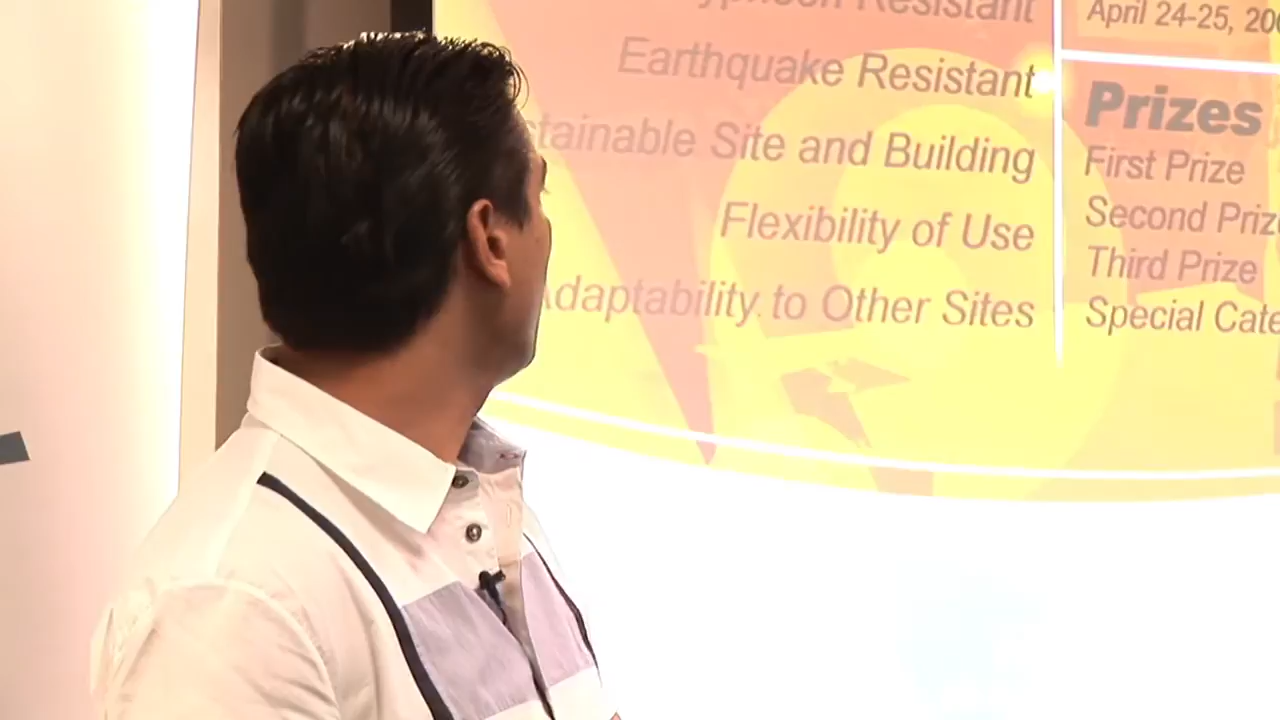 Resistant
Earthquake Resistant
Site and Building
Flexibility of Use
to Other Sites
April 24-25,
Prizes
First Prize
Second
Third Prize
Special